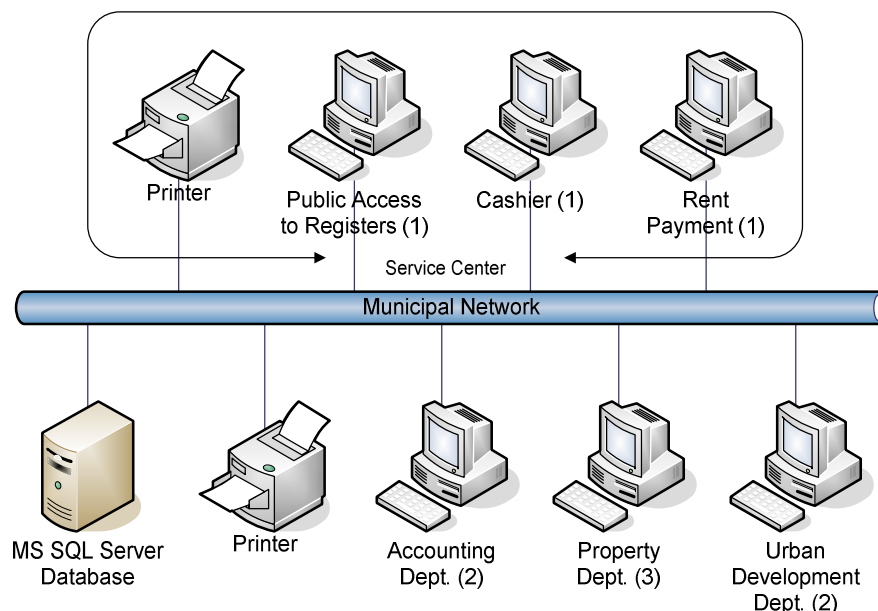 Printer
Public Access
to Registers (1)
Cashier (1)
Rent
Payment (1)
Service Center
Municipal Network
MS SQL Server
Database
Printer
Accounting
Dept. (2)
Property
Dept. (3)
Urban
Development
Dept. (2)